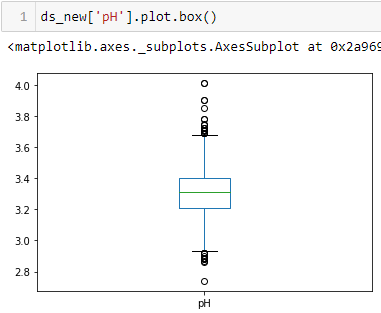 1 ds_new['pH'].plot.box()
<matplotlib.axes._subplots.AxesSubplot at 0x2a969
4.0
3.8
3.6
3.4
3.2
3.0
2.8
pH